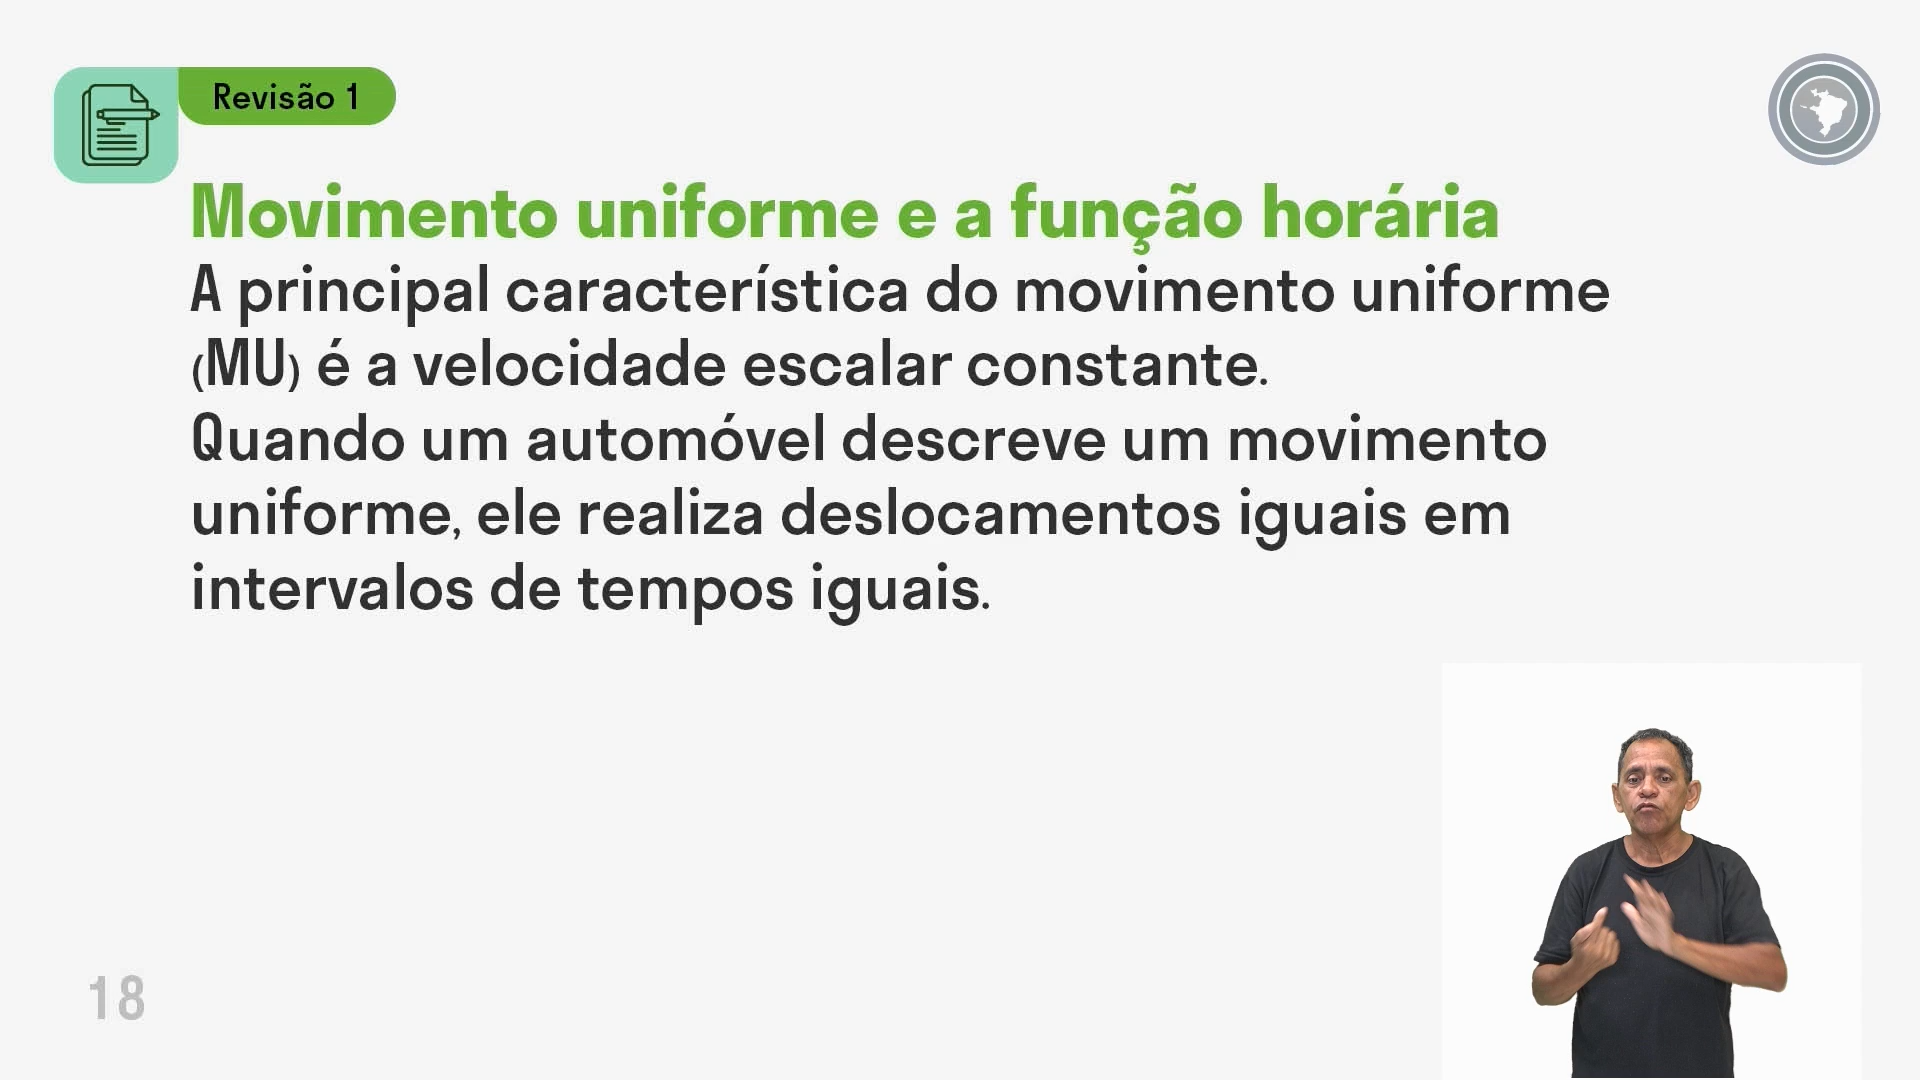 Revisão 1
Movimento uniforme e a função horária
A principal característica do movimento uniforme
(MU) é a velocidade escalar constante.
Quando um automóvel descreve um movimento
uniforme, ele realiza deslocamentos iguais em
intervalos de tempos iguais.
18